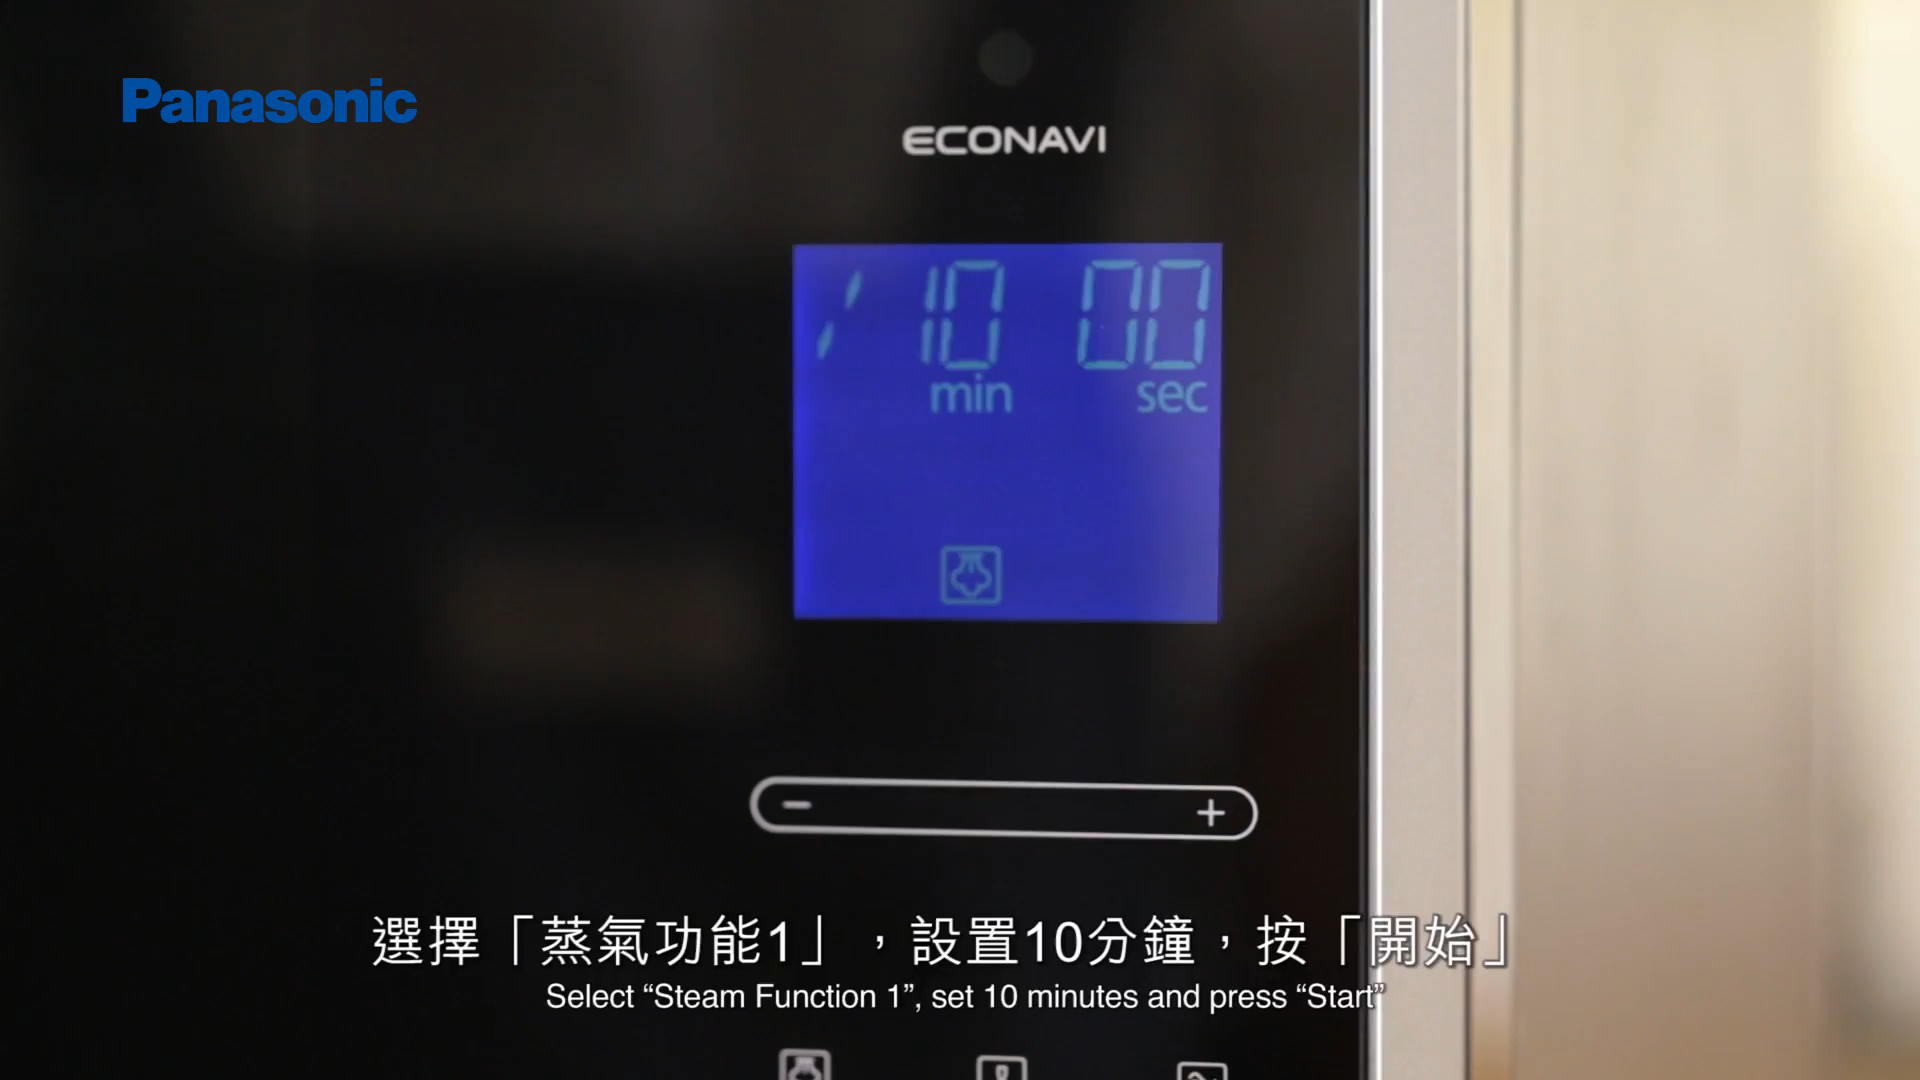 Panasonic
ECONAVI
10 00
min sec
− +
選擇「蒸氣功能1」，設置10分鐘，按「開始」
Select “Steam Function 1”, set 10 minutes and press “Start”